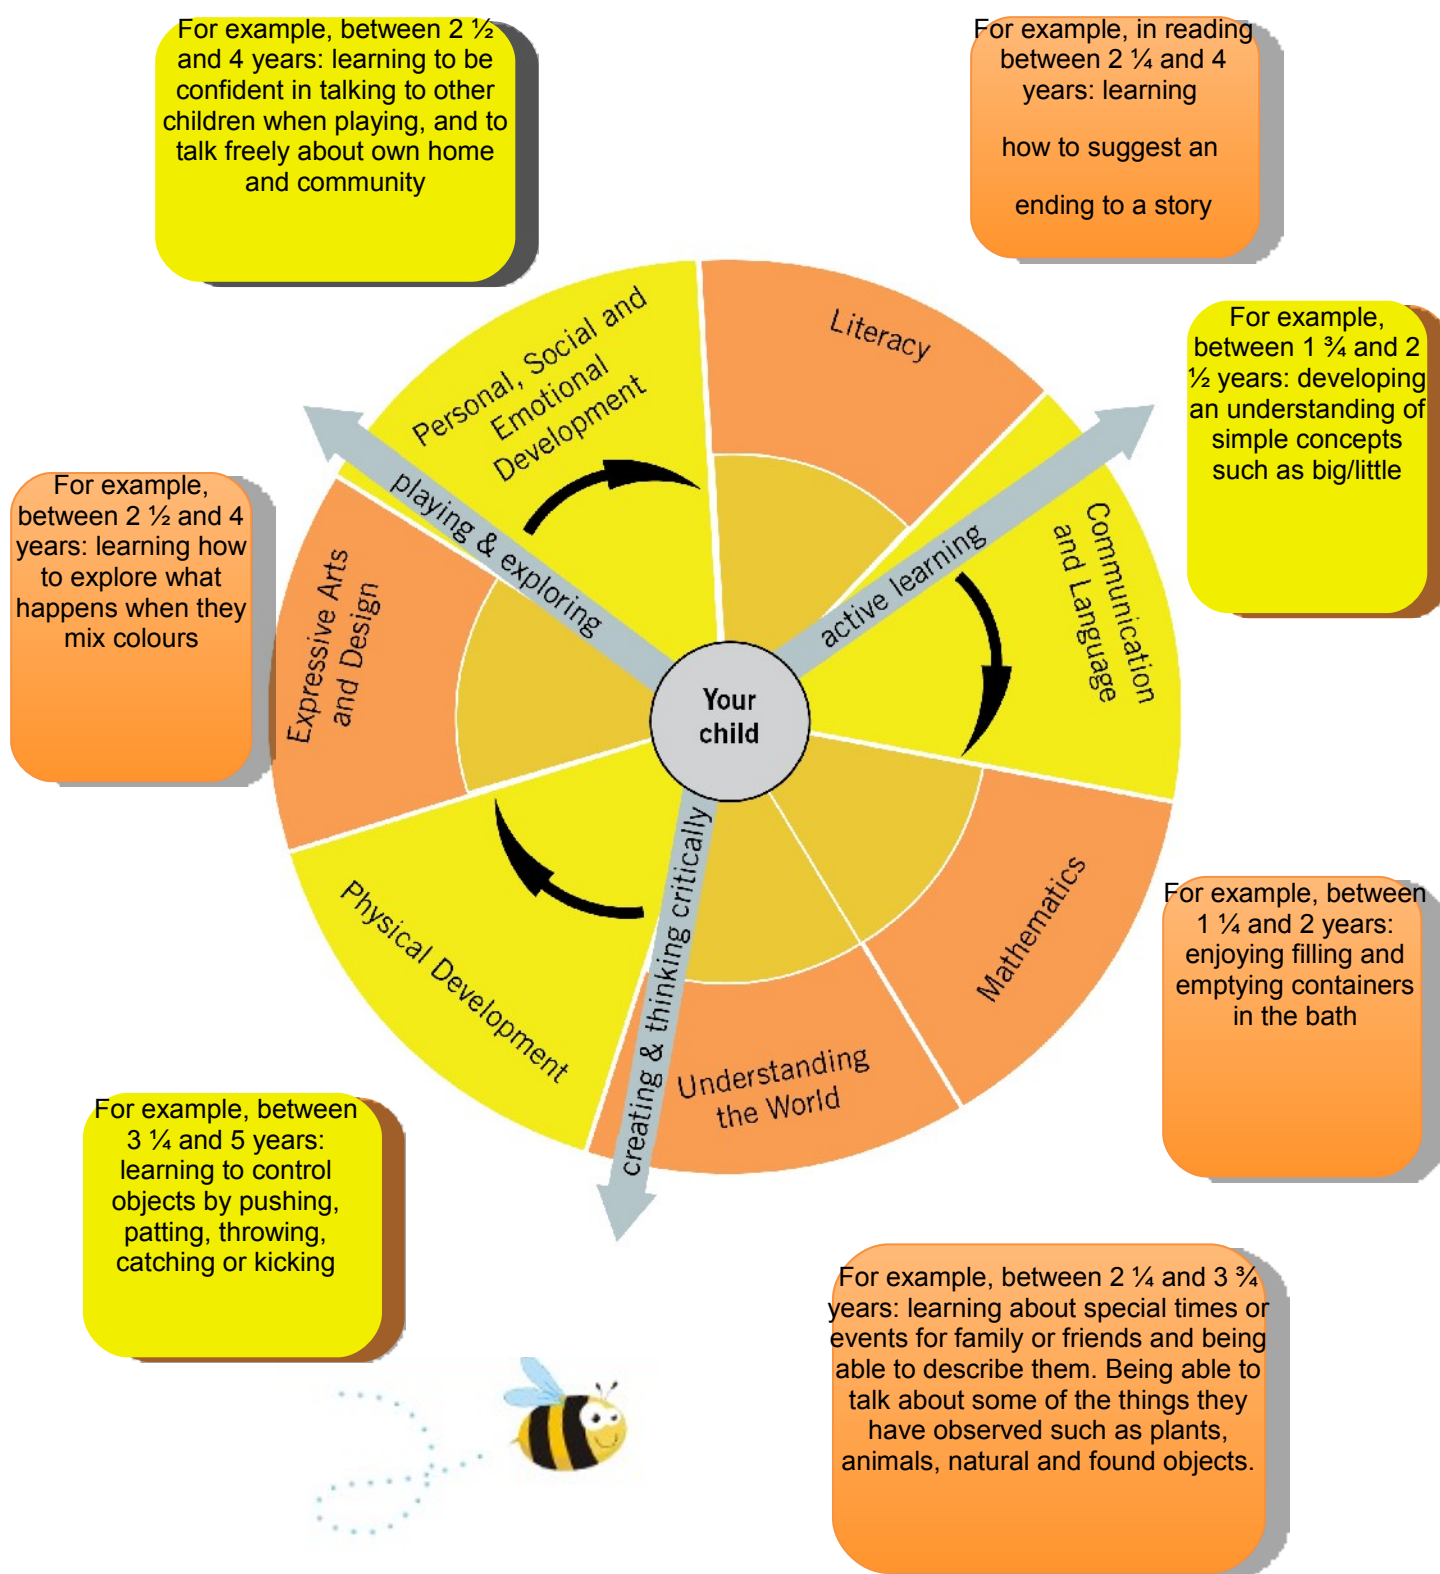 For example, between 2 ½
and 4 years: learning to be
confident in talking to other
children when playing, and to
talk freely about own home
and community
For example, in reading
between 2 ¼ and 4
years: learning
how to suggest an
ending to a story
For example,
between 1 ¾ and 2
½ years: developing
an understanding of
simple concepts
such as big/little
For example,
between 2 ½ and 4
years: learning how
to explore what
happens when they
mix colours
Personal, Social and
Emotional
Development
Literacy
Communication
and Language
Mathematics
Understanding
the World
Physical Development
Expressive Arts
and Design
playing & exploring
active learning
creating & thinking critically
Your
child
For example, between
1 ¼ and 2 years:
enjoying filling and
emptying containers
in the bath
For example, between
3 ¼ and 5 years:
learning to control
objects by pushing,
patting, throwing,
catching or kicking
For example, between 2 ¼ and 3 ¾
years: learning about special times or
events for family or friends and being
able to describe them. Being able to
talk about some of the things they
have observed such as plants,
animals, natural and found objects.